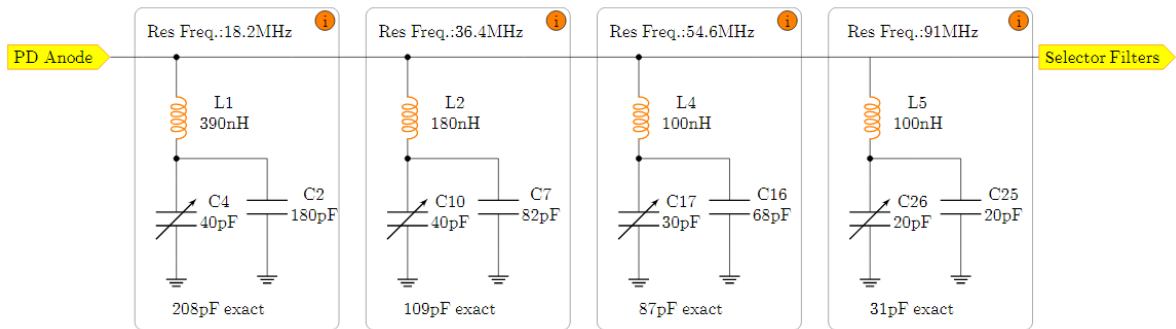 Res Freq.:18.2MHz
i
Res Freq.:36.4MHz
i
Res Freq.:54.6MHz
i
Res Freq.:91MHz
i
PD Anode
Selector Filters
L1
390nH
L2
180nH
L4
100nH
L5
100nH
C4
40pF
C2
180pF
C10
40pF
C7
82pF
C17
30pF
C16
68pF
C26
20pF
C25
20pF
208pF exact
109pF exact
87pF exact
31pF exact